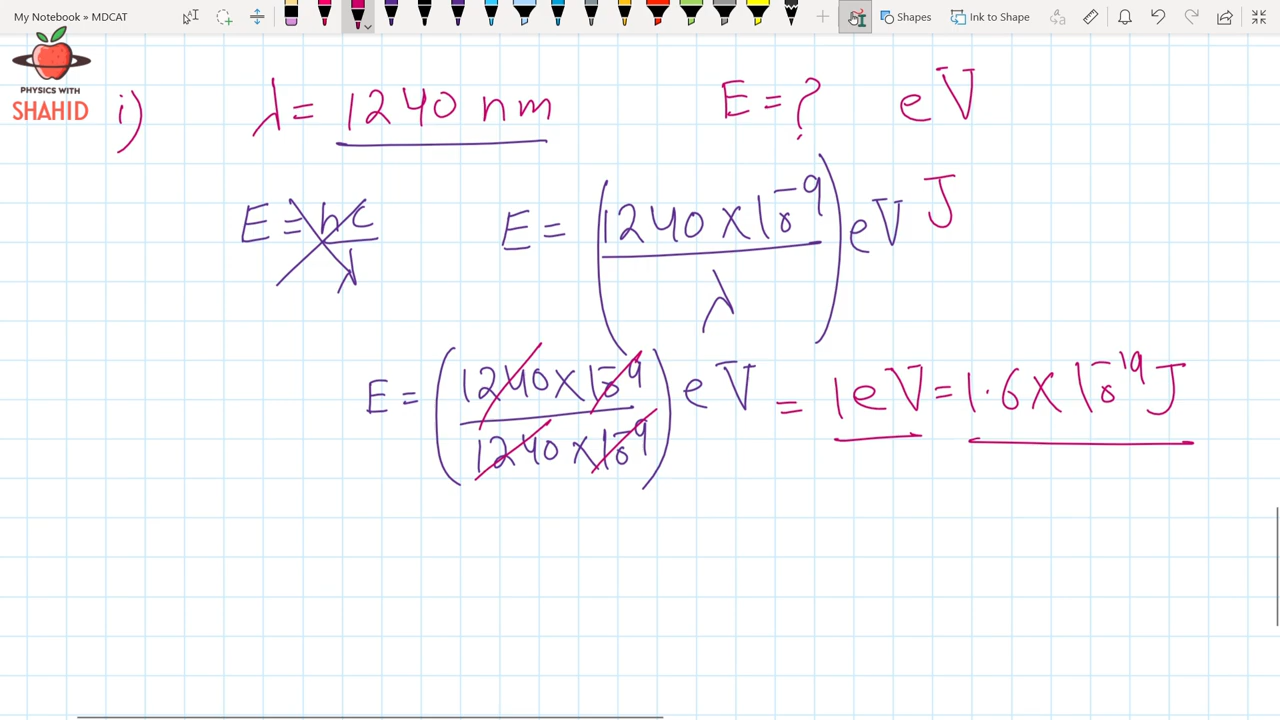 My Notebook » MDCAT
Shapes
Ink to Shape
PHYSICS WITH
SHAHID
i) λ = 1240 nm E = ? eV
J
E = hc/λ E = (1240 × 10⁻⁹/λ) eV
E = (1240 × 10⁻⁹/1240 × 10⁻⁹) eV = 1eV = 1.6 × 10⁻¹⁹ J